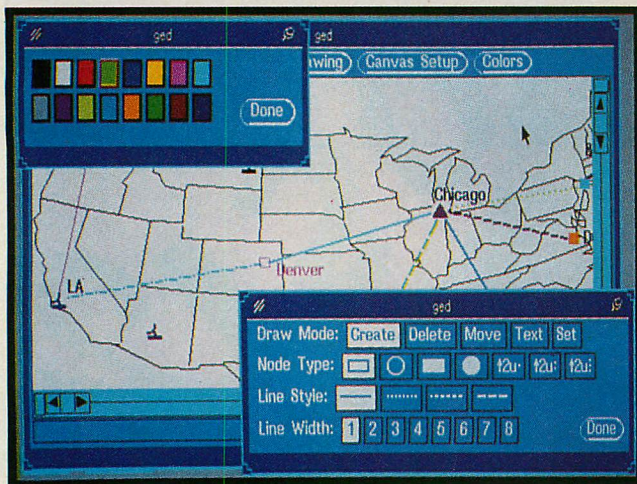 ged
ged
Canvas Setup
Colors
Done
Chicago
Denver
LA
ged
Draw Mode: Create Delete Move Text Set
Node Type:
Line Style:
Line Width: 1 2 3 4 5 6 7 8
Done